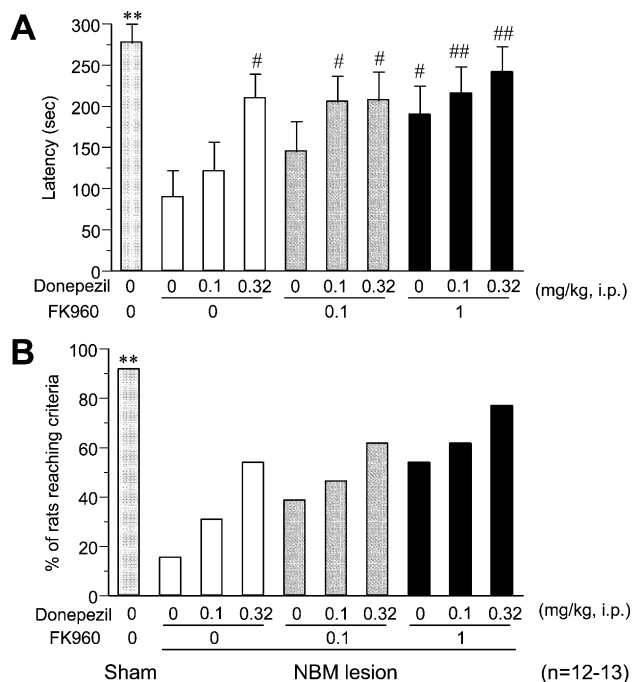 A
Latency (sec)
300
250
200
150
100
50
0
**
#
#
#
#
##
##
Donepezil 0 0 0.1 0.32 0 0.1 0.32 0 0.1 0.32 (mg/kg, i.p.)
FK960 0 0 0.1 1
B
% of rats reaching criteria
100
80
60
40
20
0
**
Donepezil 0 0 0.1 0.32 0 0.1 0.32 0 0.1 0.32 (mg/kg, i.p.)
FK960 0 0 0.1 1
Sham NBM lesion (n=12-13)